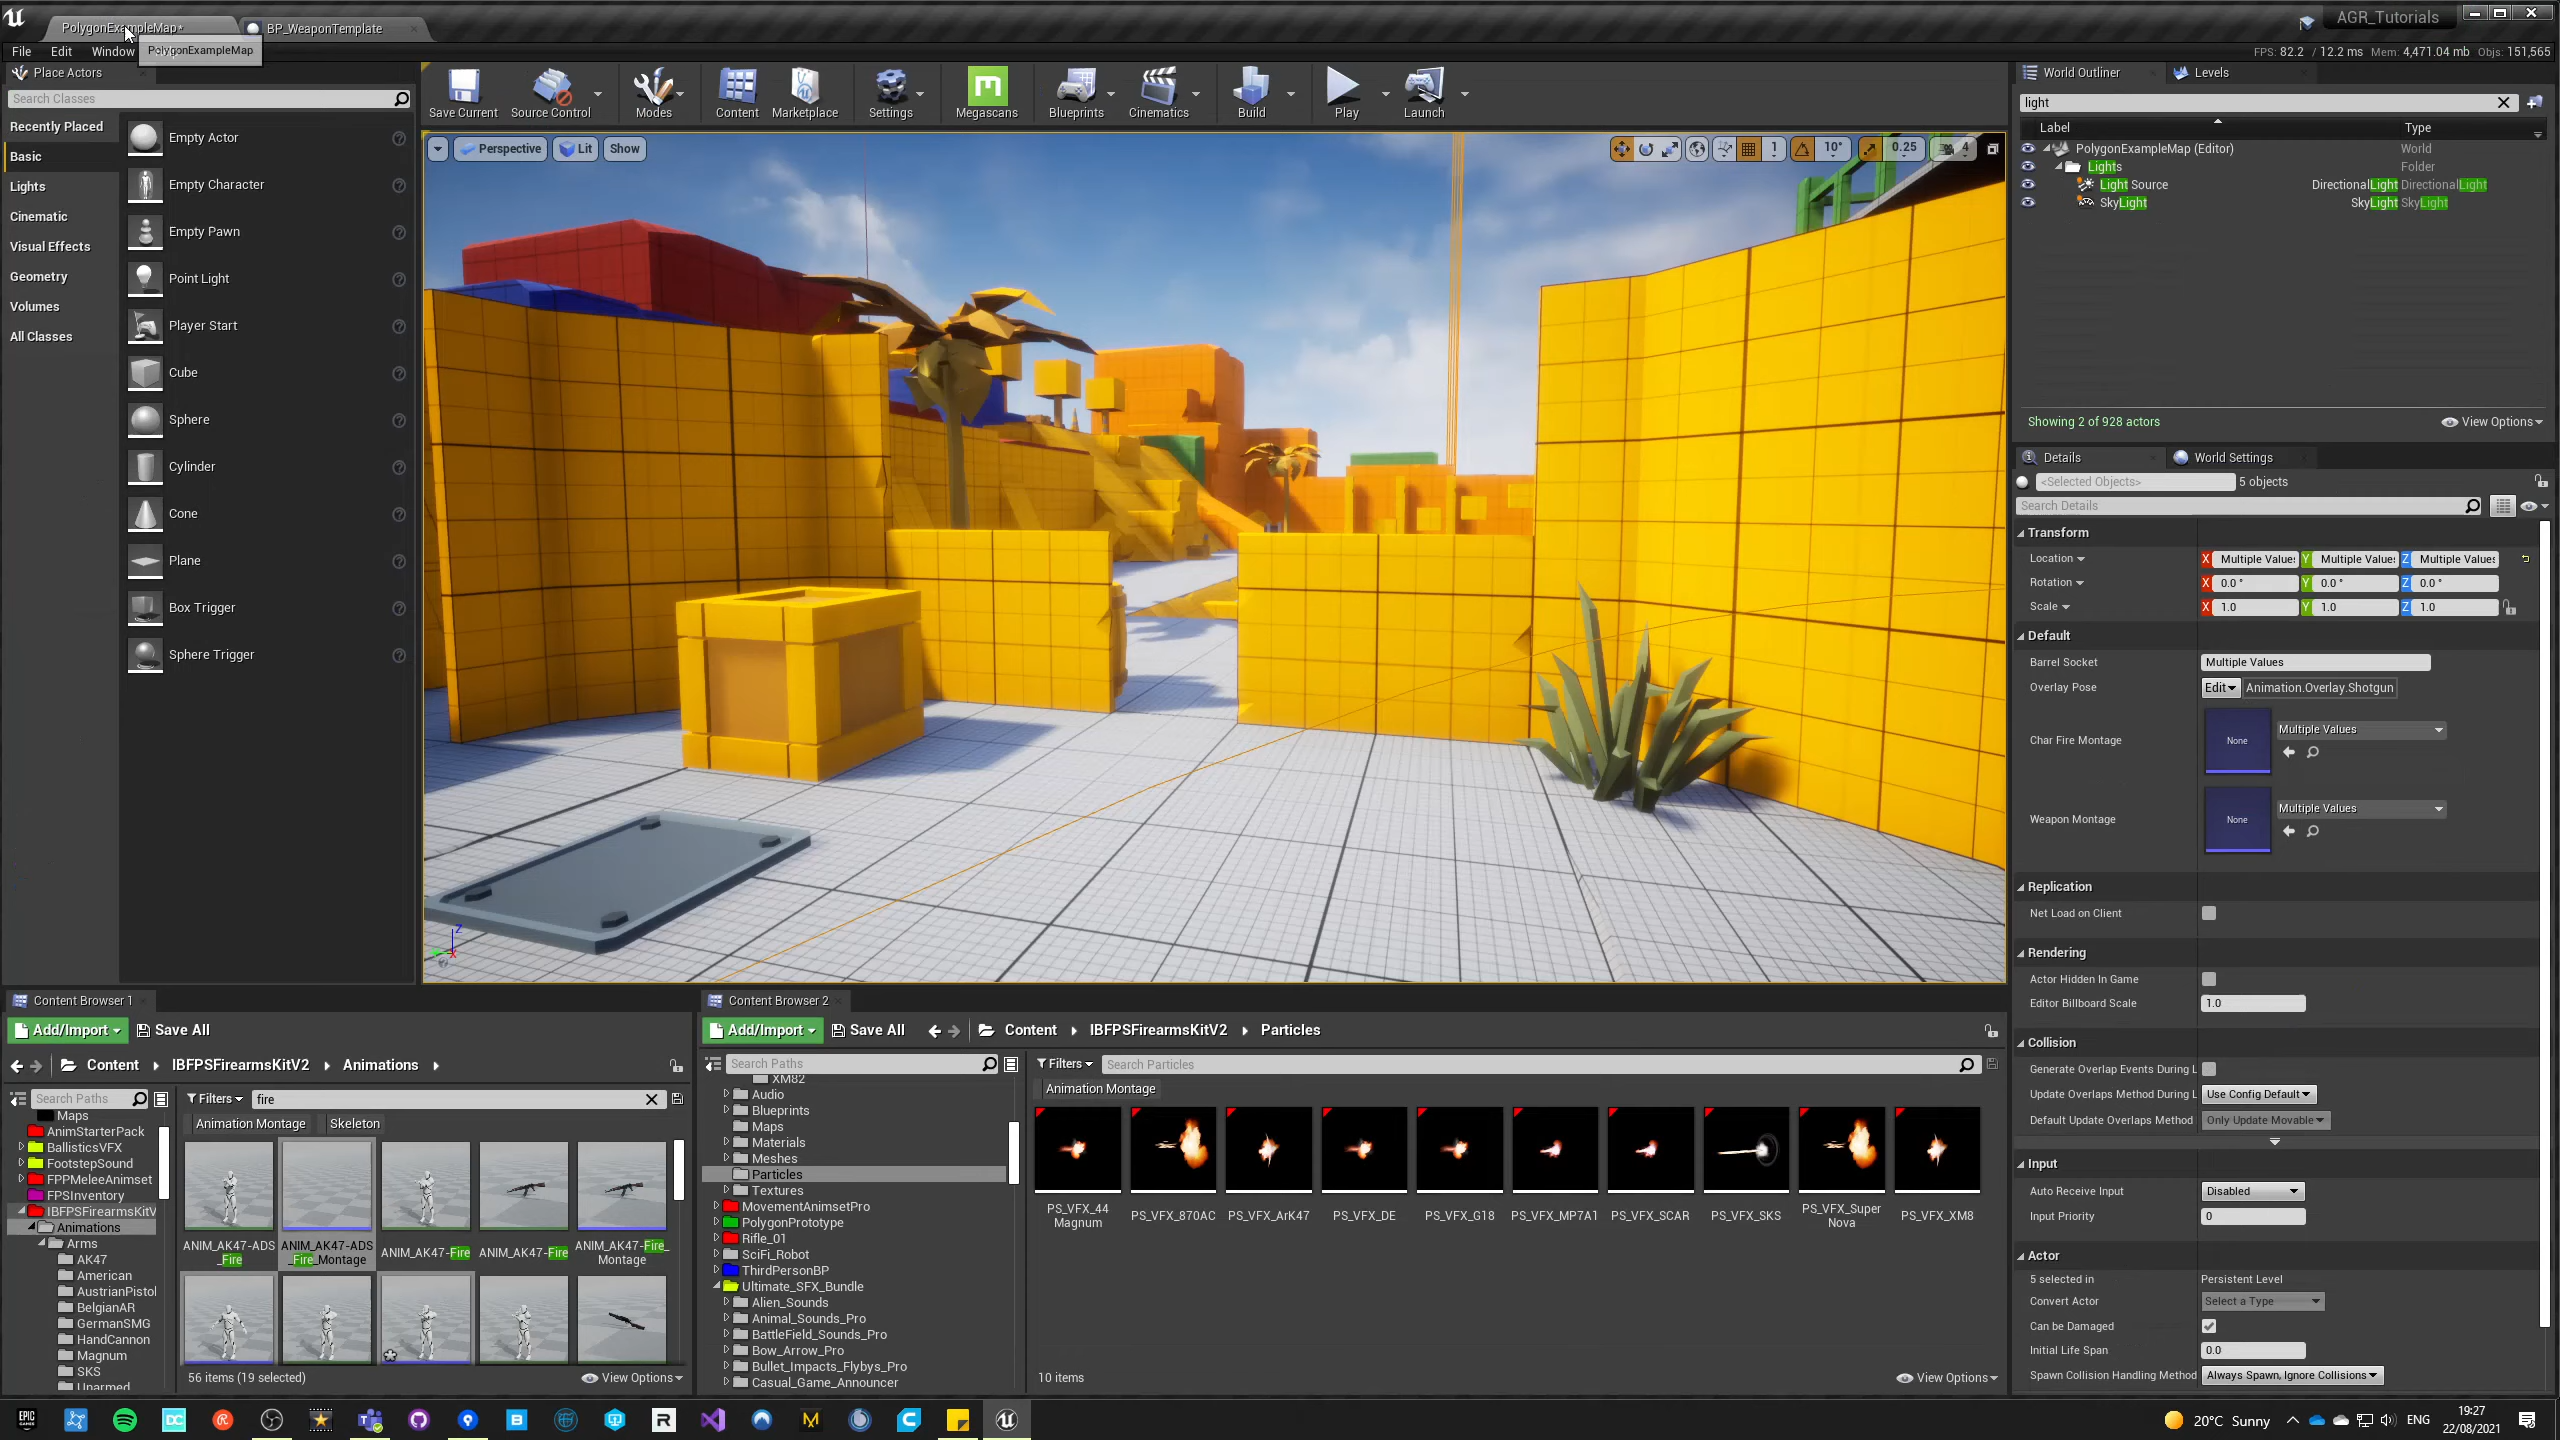 PolygonExampleMap*
BP_WeaponTemplate
AGR_Tutorials
File
Edit
Window
PolygonExampleMap
FPS: 82.2 / 12.2 ms Mem: 4,471.04 mb Objs: 151,565
Place Actors
Search Classes
Recently Placed
Basic
Lights
Cinematic
Visual Effects
Geometry
Volumes
All Classes
Empty Actor
Empty Character
Empty Pawn
Point Light
Player Start
Cube
Sphere
Cylinder
Cone
Plane
Box Trigger
Sphere Trigger
Save Current
Source Control
Modes
Content
Marketplace
Settings
Megascans
Blueprints
Cinematics
Build
Play
Launch
Perspective
Lit
Show
1
10°
0.25
4
World Outliner
Levels
light
Label
Type
PolygonExampleMap (Editor)
World
Lights
Folder
Light Source
DirectionalLight DirectionalLight
SkyLight
SkyLight SkyLight
Showing 2 of 928 actors
View Options
Details
World Settings
<Selected Objects>
5 objects
Search Details
Transform
Location
X Multiple Values Y Multiple Values Z Multiple Values
Rotation
X 0.0 ° Y 0.0 ° Z 0.0 °
Scale
X 1.0 Y 1.0 Z 1.0
Default
Barrel Socket
Multiple Values
Overlay Pose
Edit
Animation.Overlay.Shotgun
Char Fire Montage
None
Multiple Values
Weapon Montage
None
Multiple Values
Replication
Net Load on Client
Rendering
Actor Hidden In Game
Editor Billboard Scale
1.0
Collision
Generate Overlap Events During L
Update Overlaps Method During L
Use Config Default
Default Update Overlaps Method
Only Update Movable
Input
Auto Receive Input
Disabled
Input Priority
0
Actor
5 selected in
Persistent Level
Convert Actor
Select a Type
Can be Damaged
Initial Life Span
0.0
Spawn Collision Handling Method
Always Spawn, Ignore Collisions
Content Browser 1
Add/Import
Save All
Content
IBFPSFirearmsKitV2
Animations
Search Paths
Filters
fire
Animation Montage
Skeleton
Maps
AnimStarterPack
BallisticsVFX
FootstepSound
FPPMeleeAnimset
FPSInventory
IBFPSFirearmsKitV
Animations
Arms
AK47
American
AustrianPistol
BelgianAR
GermanSMG
HandCannon
Magnum
SKS
Unarmed
ANIM_AK47-ADS
_Fire
ANIM_AK47-ADS
_Fire_Montage
ANIM_AK47-Fire
ANIM_AK47-Fire
ANIM_AK47-Fire_
Montage
56 items (19 selected)
View Options
Content Browser 2
Add/Import
Save All
Content
IBFPSFirearmsKitV2
Particles
Search Paths
Filters
Search Particles
Animation Montage
XM82
Audio
Blueprints
Maps
Materials
Meshes
Particles
Textures
MovementAnimsetPro
PolygonPrototype
Rifle_01
SciFi_Robot
ThirdPersonBP
Ultimate_SFX_Bundle
Alien_Sounds
Animal_Sounds_Pro
BattleField_Sounds_Pro
Bow_Arrow_Pro
Bullet_Impacts_Flybys_Pro
Casual_Game_Announcer
PS_VFX_44
Magnum
PS_VFX_870AC
PS_VFX_ArK47
PS_VFX_DE
PS_VFX_G18
PS_VFX_MP7A1
PS_VFX_SCAR
PS_VFX_SKS
PS_VFX_Super
Nova
PS_VFX_XM8
10 items
View Options
20°C Sunny
ENG
19:27
22/08/2021